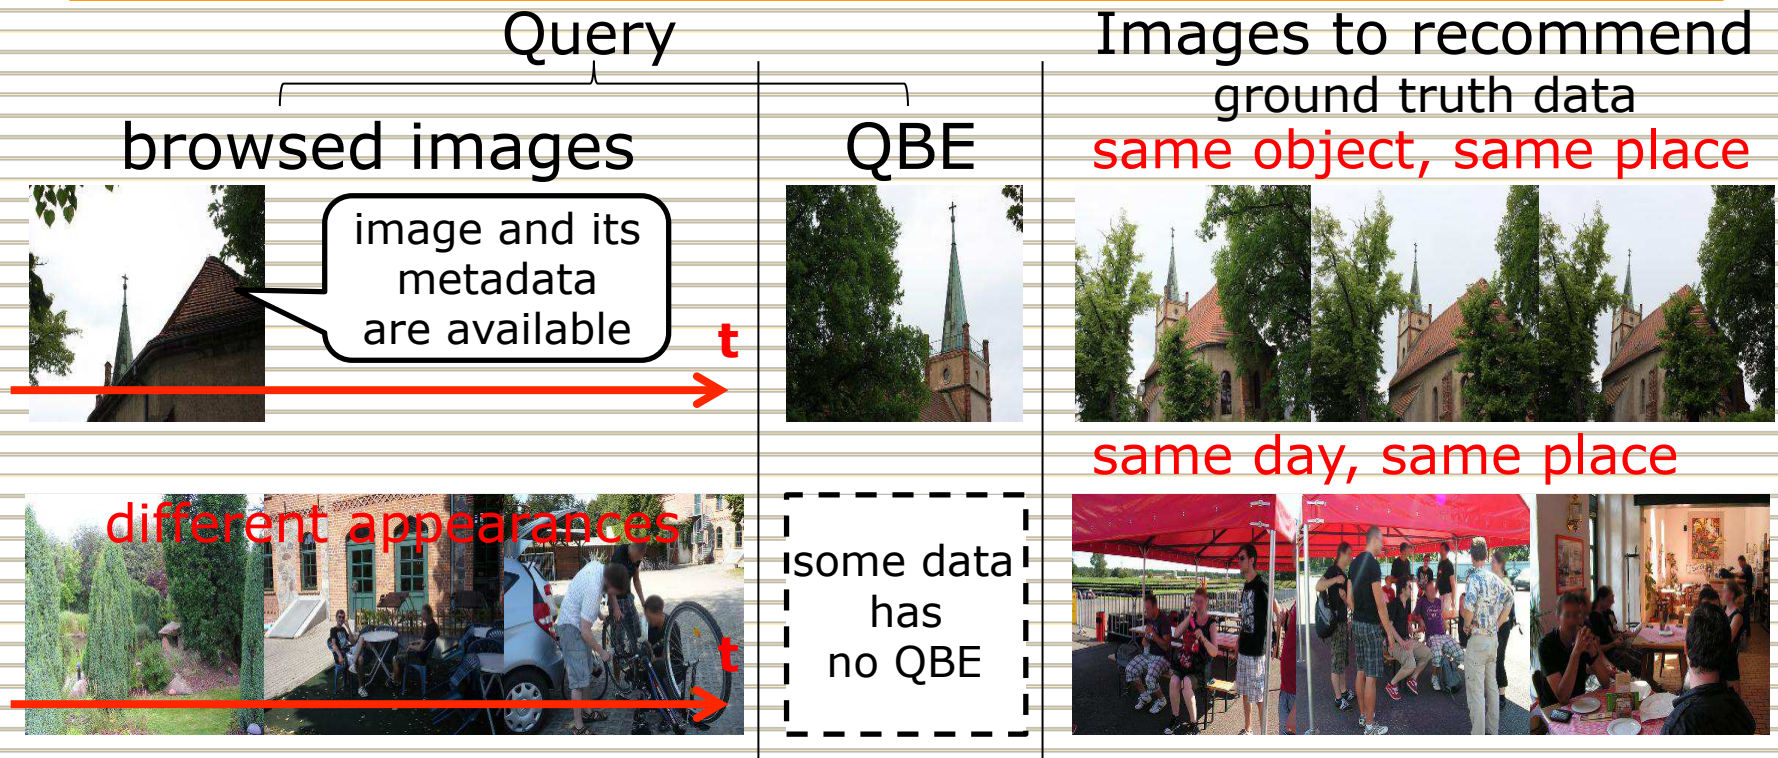 Query
Images to recommend
ground truth data
browsed images
QBE
same object, same place
image and its
metadata
are available
t
same day, same place
different appearances
some data
has
no QBE
t